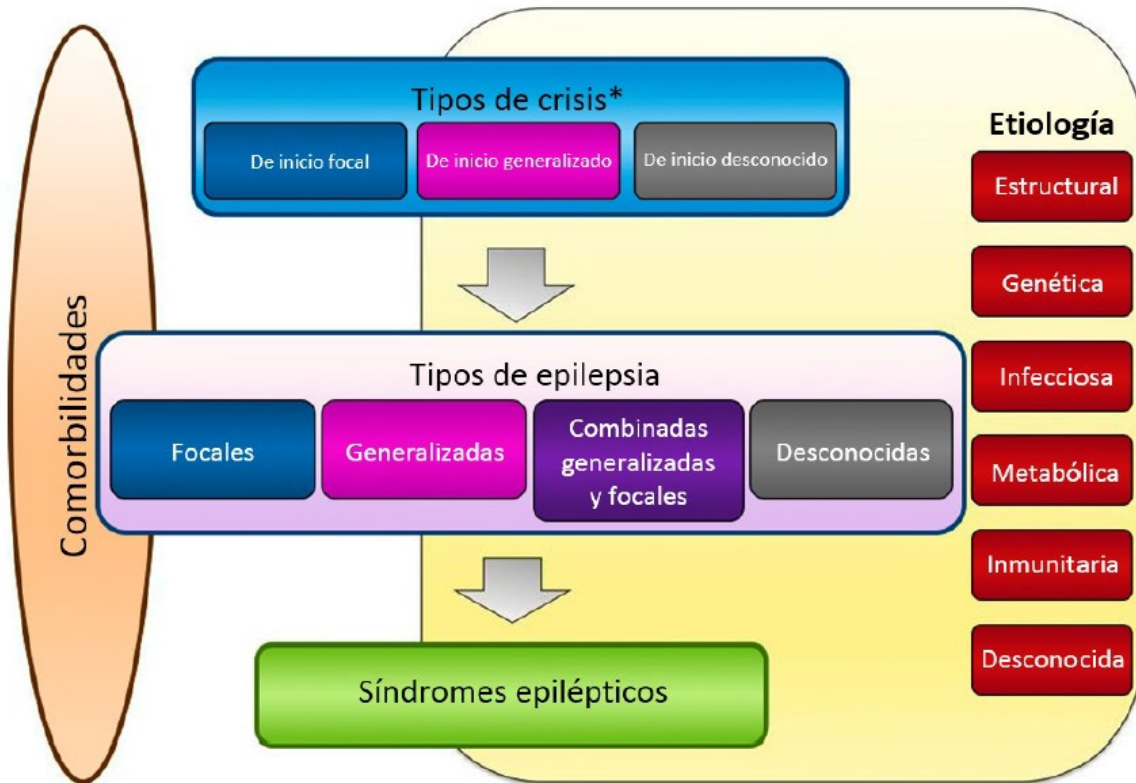 Comorbilidades
Tipos de crisis*
De inicio focal
De inicio generalizado
De inicio desconocido
Tipos de epilepsia
Focales
Generalizadas
Combinadas
generalizadas
y focales
Desconocidas
Síndromes epilépticos
Etiología
Estructural
Genética
Infecciosa
Metabólica
Inmunitaria
Desconocida